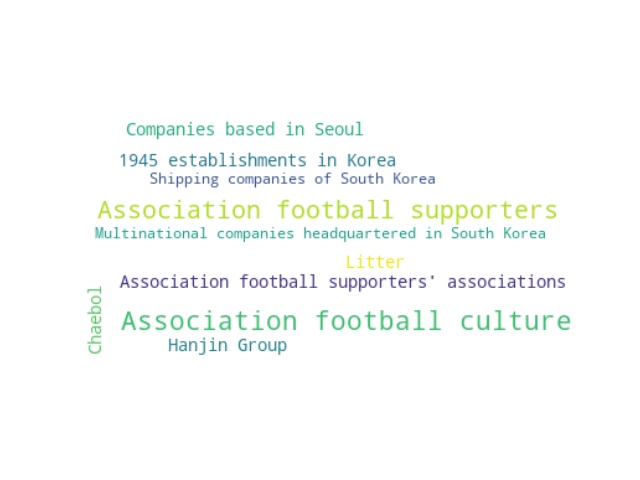 Companies based in Seoul
1945 establishments in Korea
Shipping companies of South Korea
Association football supporters
Multinational companies headquartered in South Korea
Litter
Association football supporters' associations
Chaebol
Association football culture
Hanjin Group